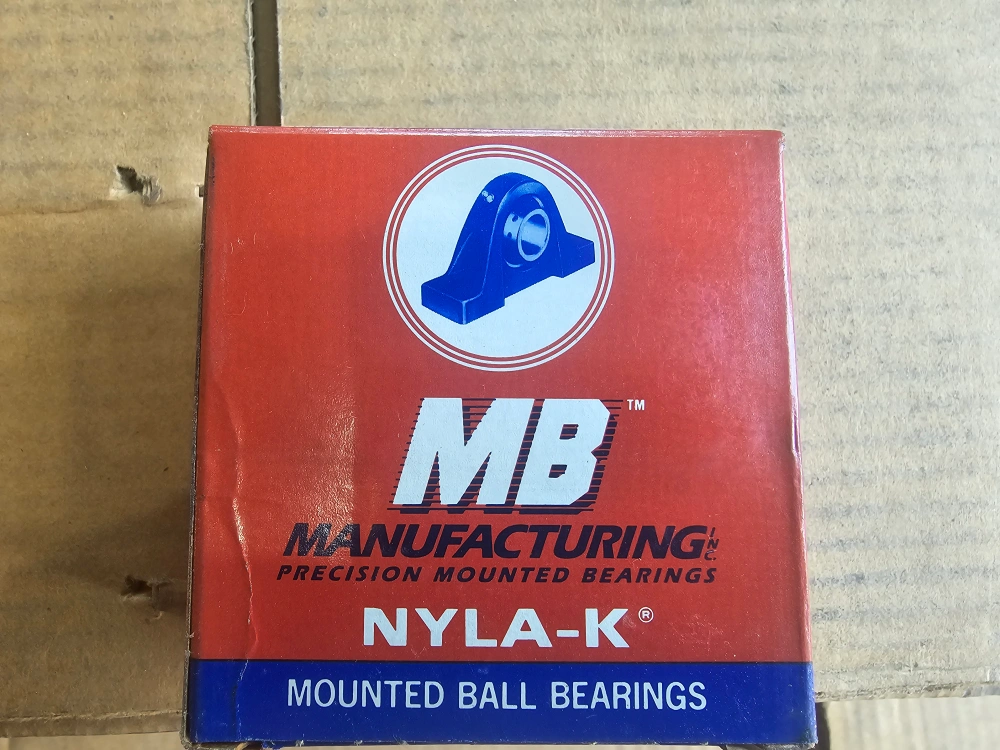 MB™
MANUFACTURING INC.
PRECISION MOUNTED BEARINGS
NYLA-K®
MOUNTED BALL BEARINGS